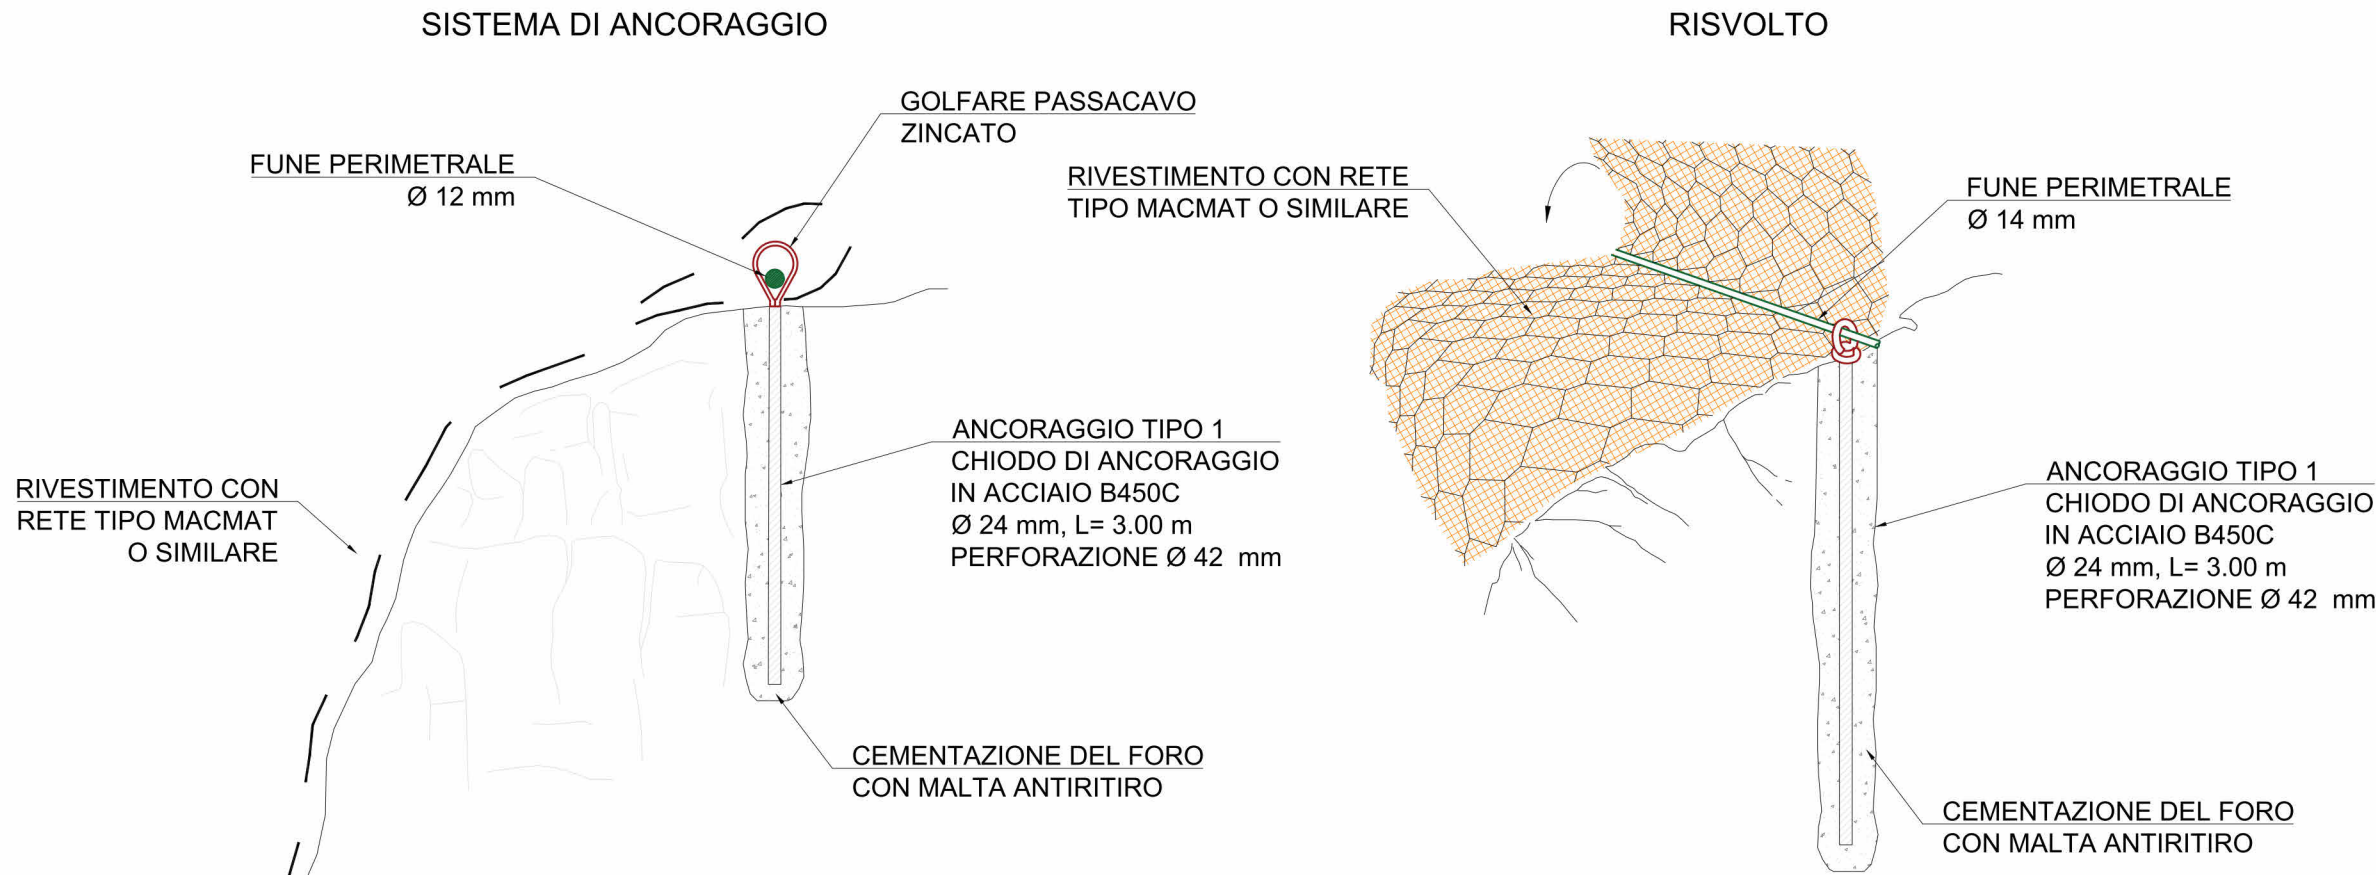 SISTEMA DI ANCORAGGIO
GOLFARE PASSACAVO
ZINCATO
FUNE PERIMETRALE
Ø 12 mm
RIVESTIMENTO CON
RETE TIPO MACMAT
O SIMILARE
ANCORAGGIO TIPO 1
CHIODO DI ANCORAGGIO
IN ACCIAIO B450C
Ø 24 mm, L= 3.00 m
PERFORAZIONE Ø 42 mm
CEMENTAZIONE DEL FORO
CON MALTA ANTIRITIRO
RISVOLTO
RIVESTIMENTO CON RETE
TIPO MACMAT O SIMILARE
FUNE PERIMETRALE
Ø 14 mm
ANCORAGGIO TIPO 1
CHIODO DI ANCORAGGIO
IN ACCIAIO B450C
Ø 24 mm, L= 3.00 m
PERFORAZIONE Ø 42 mm
CEMENTAZIONE DEL FORO
CON MALTA ANTIRITIRO